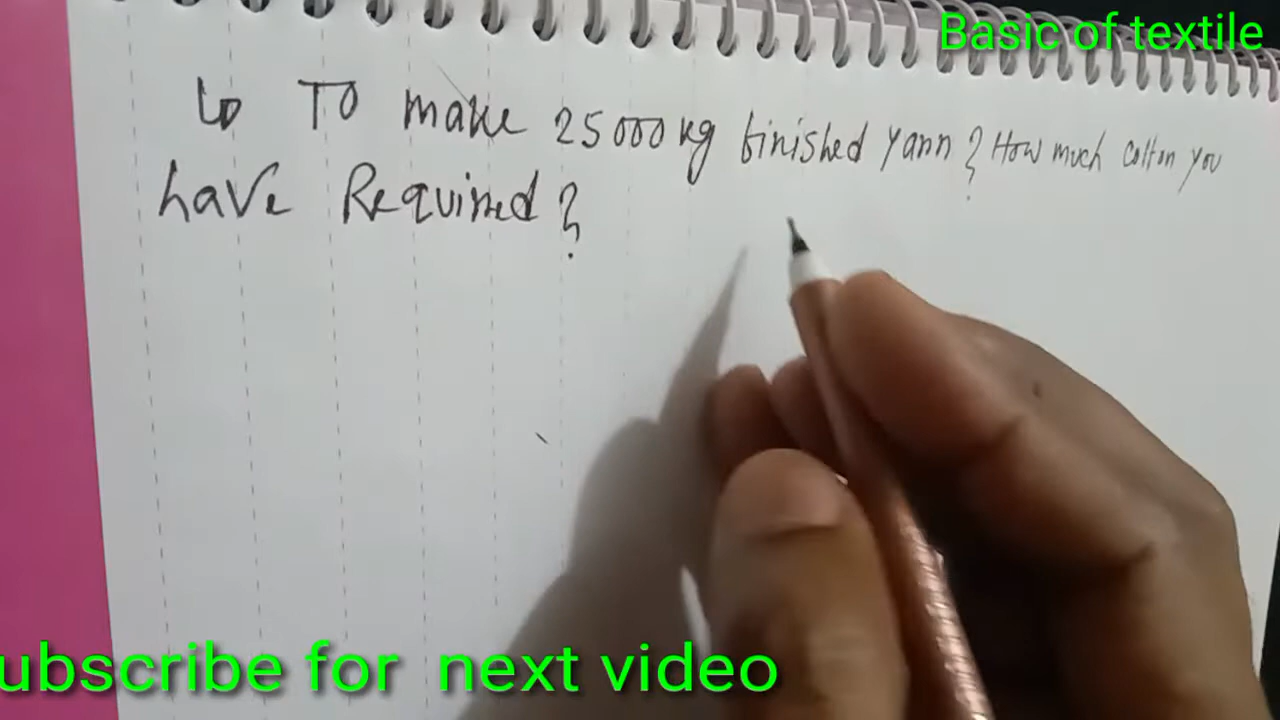 Basic of textile
To make 25000 kg finished yarn? How much cotton you
have Required?
ubscribe for next video